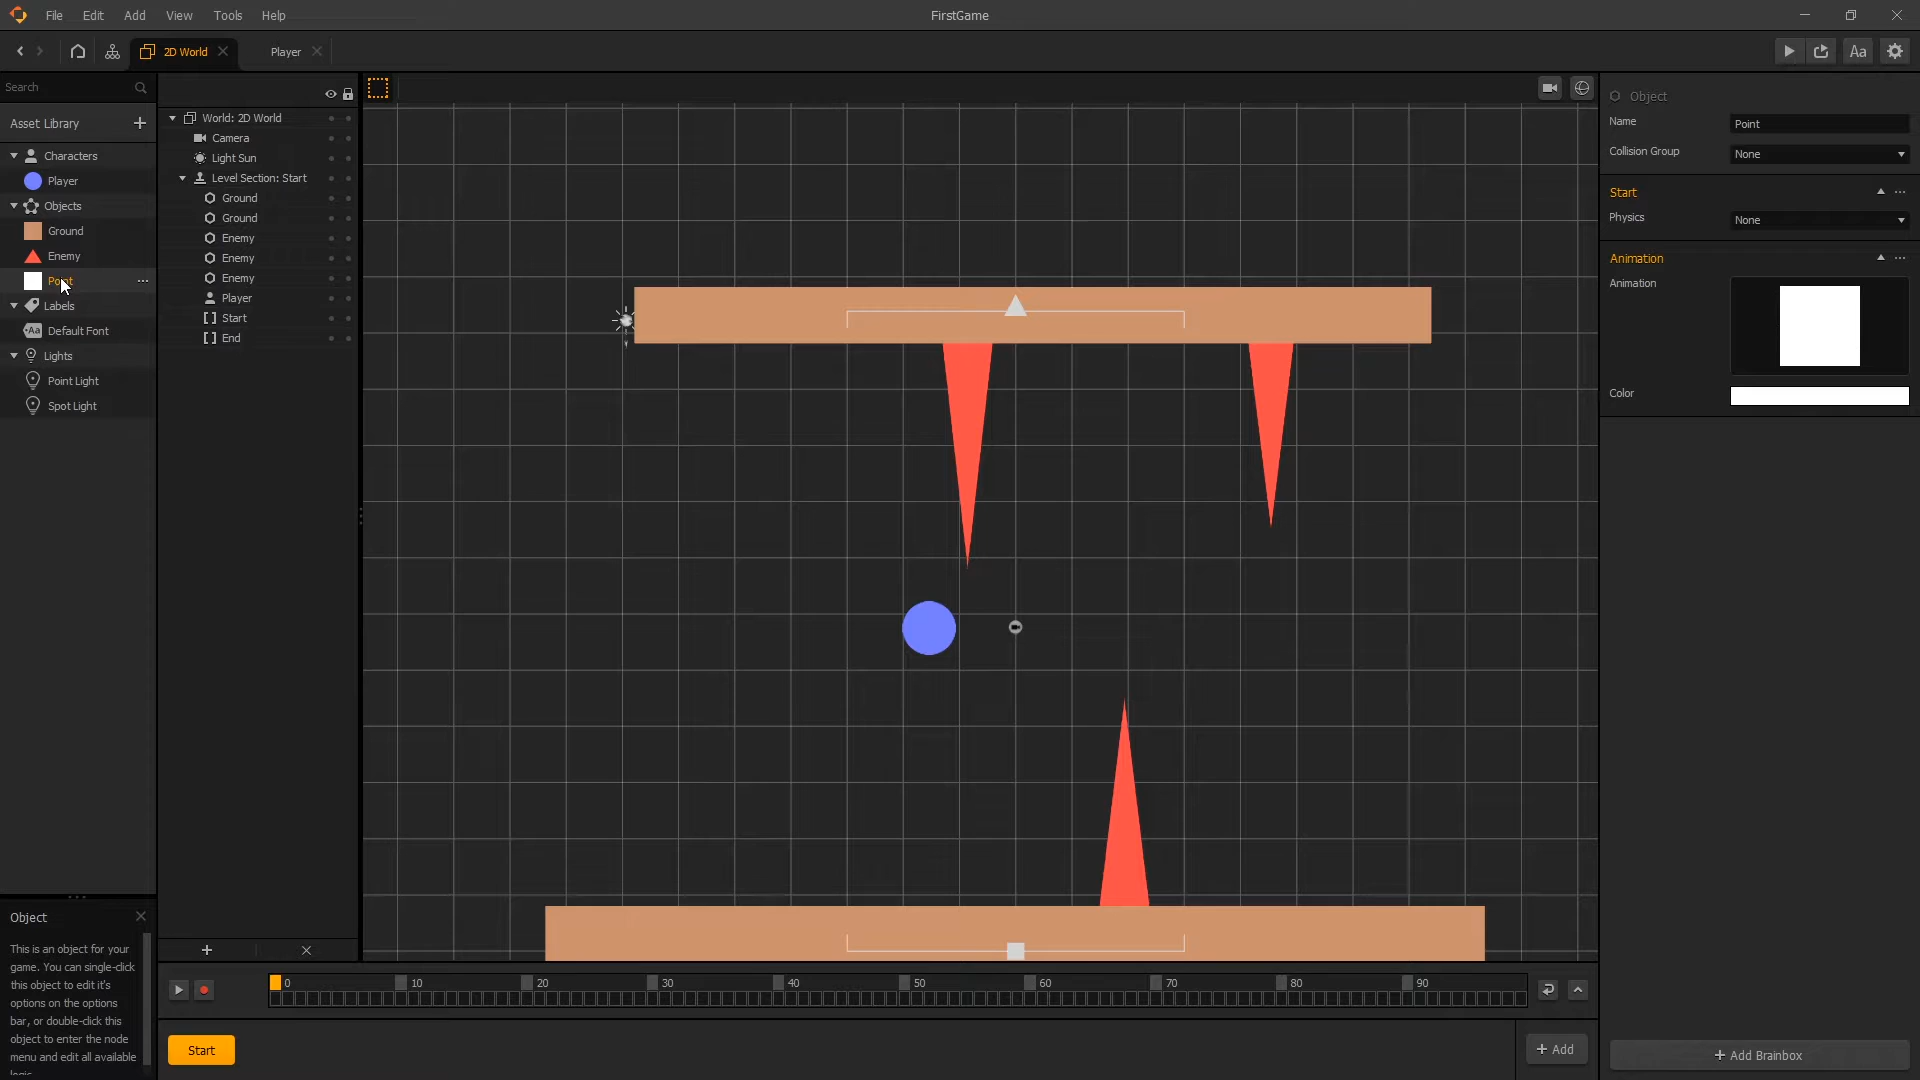 File Edit Add View Tools Help
FirstGame
2D World
Player
Aa
Search
Asset Library
Characters
Player
Objects
Ground
Enemy
Point
Labels
Aa Default Font
Lights
Point Light
Spot Light
World: 2D World
Camera
Light Sun
Level Section: Start
Ground
Ground
Enemy
Enemy
Enemy
Player
Start
End
Object
Name Point
Collision Group None
Start
Physics None
Animation
Animation
Color
Object
This is an object for your
game. You can single-click
this object to edit it's
options on the options
bar, or double-click this
object to enter the node
menu and edit all available
logic.
0 10 20 30 40 50 60 70 80 90
Start
+ Add
+ Add Brainbox